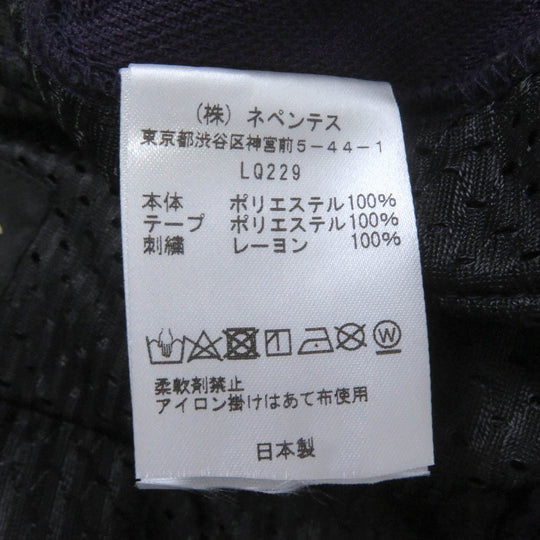 (株) ネペンテス
東京都渋谷区神宮前5-44-1
LQ229
本体 ポリエステル100%
テープ ポリエステル100%
刺繍 レーヨン 100%
W
柔軟剤禁止
アイロン掛けはあて布使用
日本製